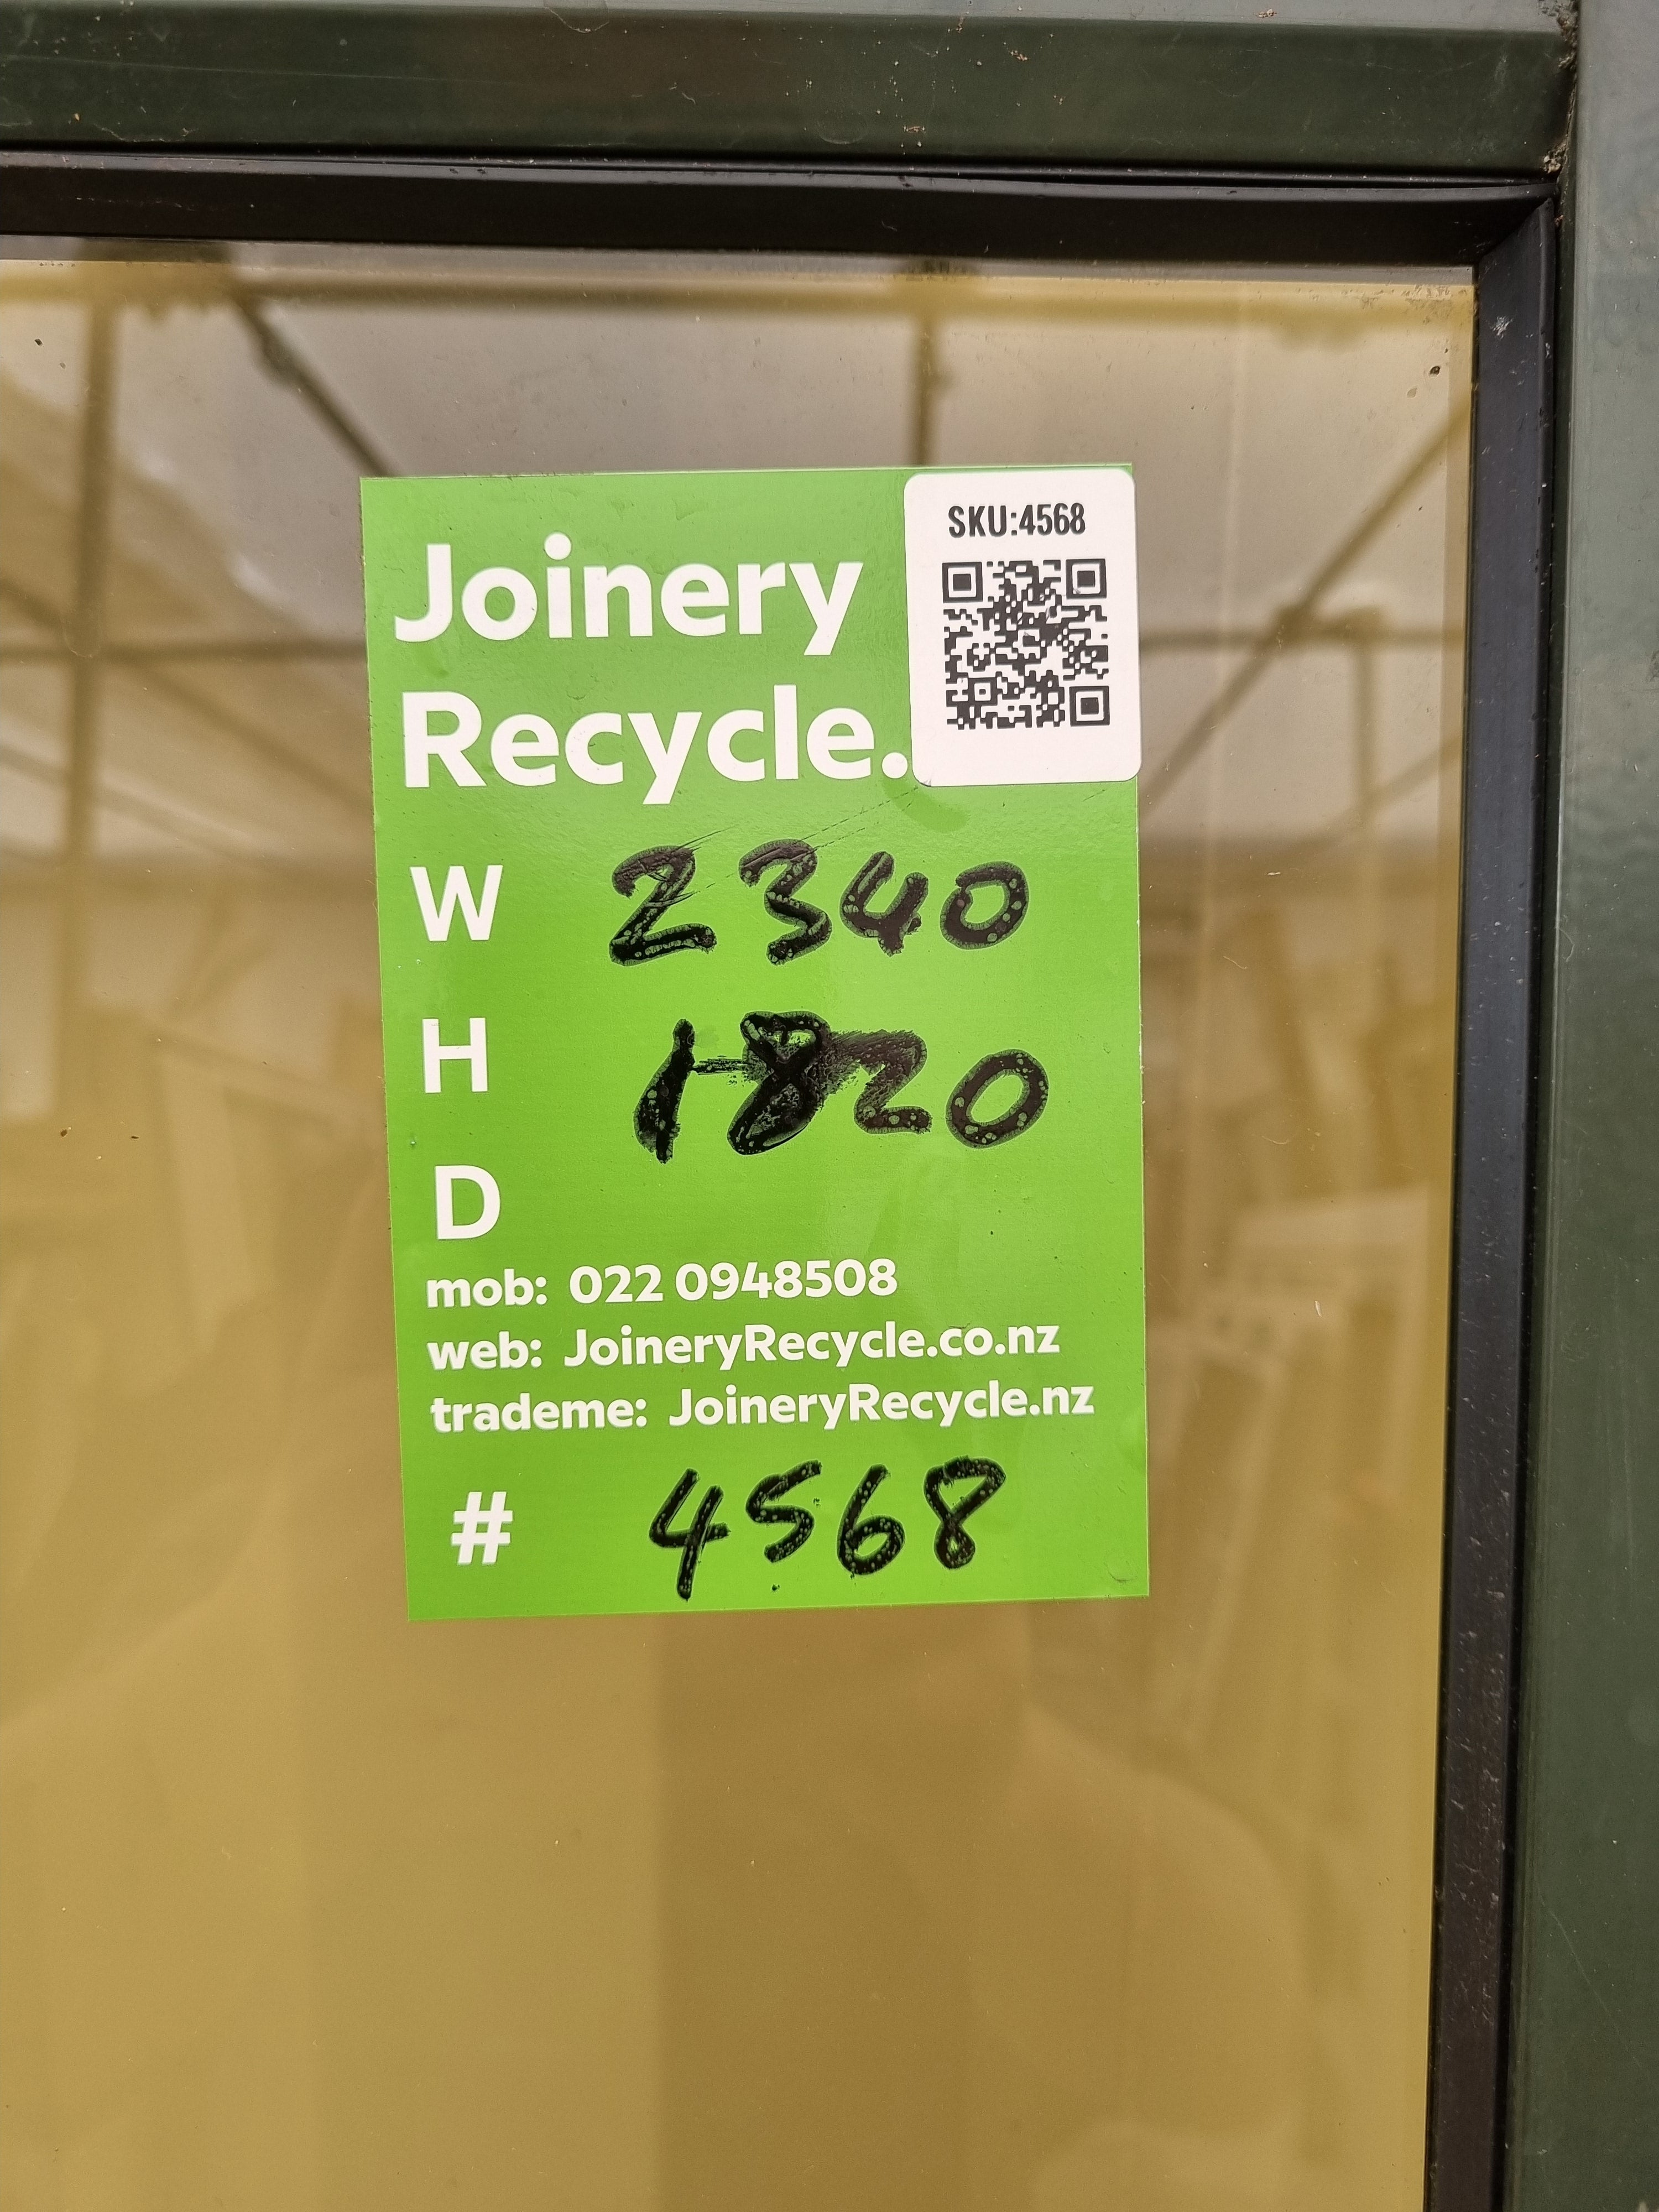 SKU:4568
Joinery
Recycle.
W 2340
H 1820
D
mob: 022 0948508
web: JoineryRecycle.co.nz
trademe: JoineryRecycle.nz
# 4568